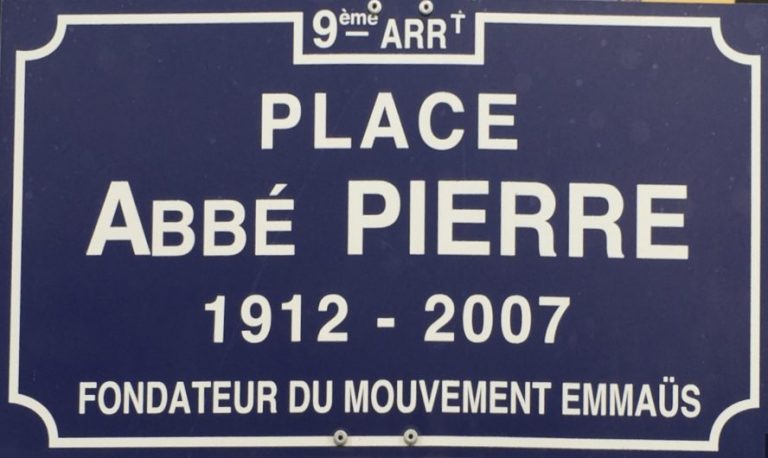 9ème ARRT
PLACE
ABBÉ PIERRE
1912 - 2007
FONDATEUR DU MOUVEMENT EMMAÜS